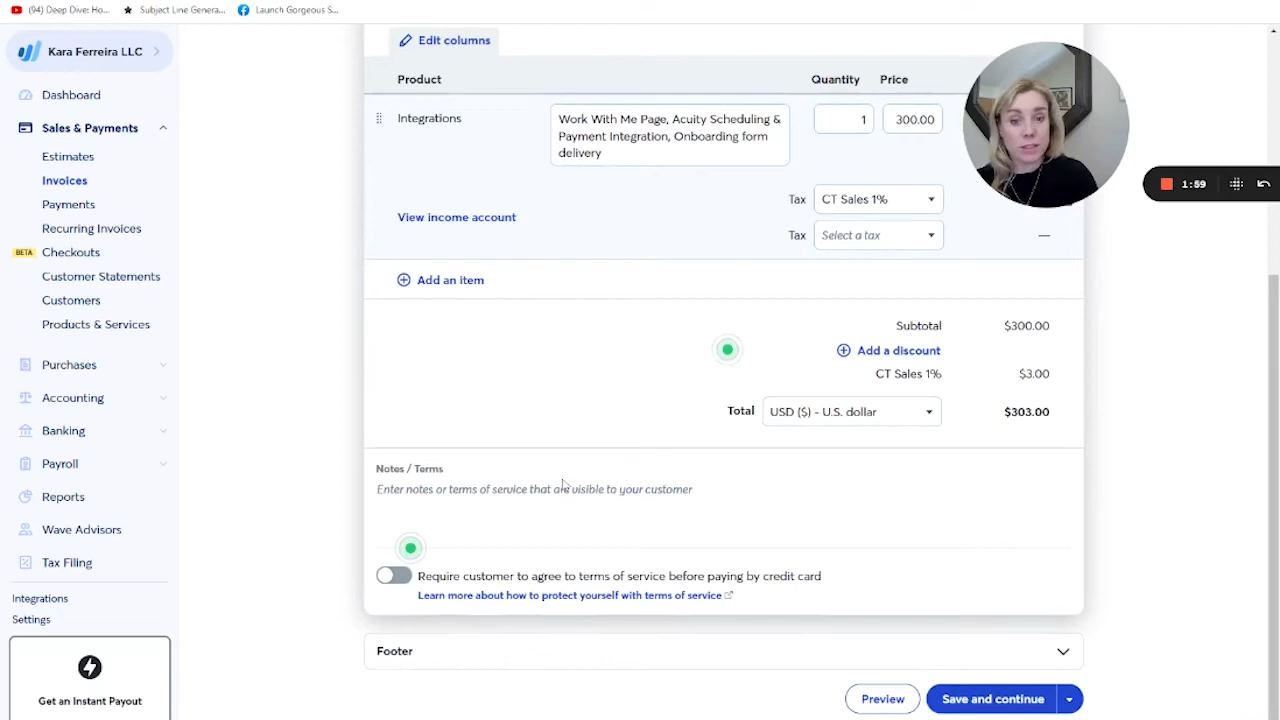 (94) Deep Dive: Ho...
Subject Line Genera...
Launch Gorgeous S...
Kara Ferreira LLC
Dashboard
Sales & Payments
Estimates
Invoices
Payments
Recurring Invoices
BETA Checkouts
Customer Statements
Customers
Products & Services
Purchases
Accounting
Banking
Payroll
Reports
Wave Advisors
Tax Filing
Integrations
Settings
Get an Instant Payout
Edit columns
Product Quantity Price
Integrations
Work With Me Page, Acuity Scheduling &
Payment Integration, Onboarding form
delivery
1 300.00
Tax CT Sales 1%
View income account
Tax Select a tax —
Add an item
Subtotal $300.00
Add a discount
CT Sales 1% $3.00
Total USD ($) - U.S. dollar $303.00
Notes / Terms
Enter notes or terms of service that are visible to your customer
Require customer to agree to terms of service before paying by credit card
Learn more about how to protect yourself with terms of service
Footer
Preview
Save and continue
1:59